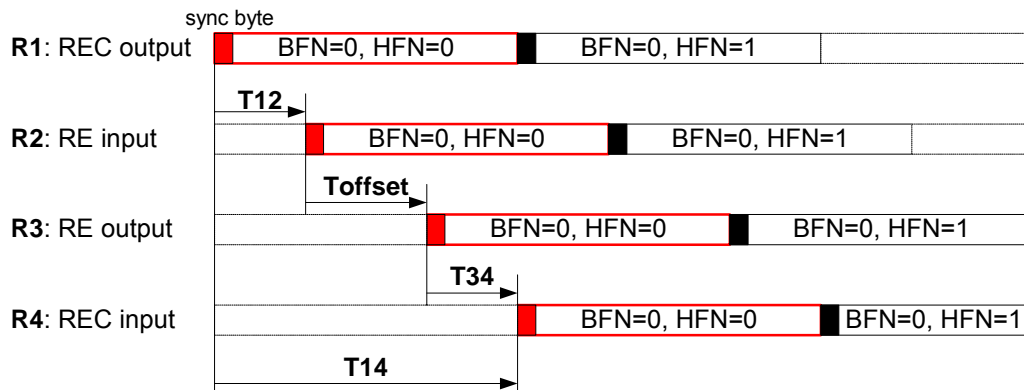 sync byte
R1: REC output
BFN=0, HFN=0
BFN=0, HFN=1
T12
R2: RE input
BFN=0, HFN=0
BFN=0, HFN=1
Toffset
R3: RE output
BFN=0, HFN=0
BFN=0, HFN=1
T34
R4: REC input
BFN=0, HFN=0
BFN=0, HFN=1
T14